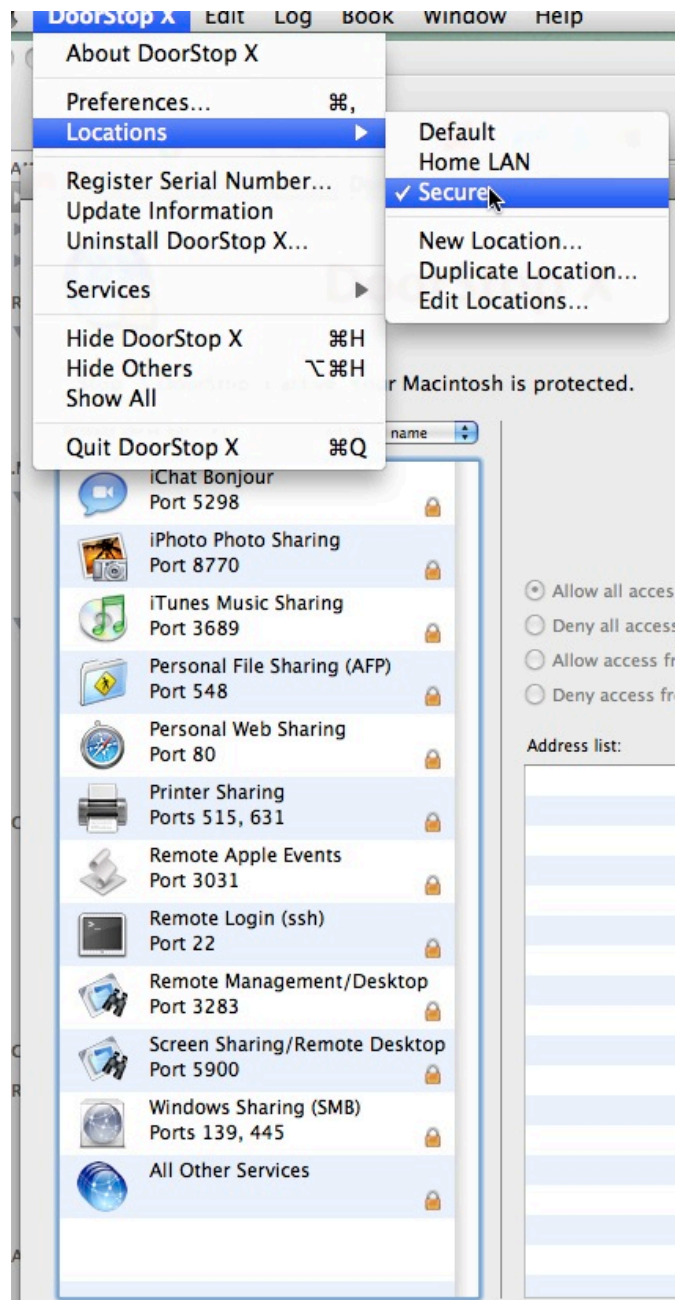 DoorStop X Edit Log Book Window Help
About DoorStop X
Preferences... ⌘,
Locations
Default
Home LAN
✓ Secure
New Location...
Duplicate Location...
Edit Locations...
Register Serial Number...
Update Information
Uninstall DoorStop X...
Services
DoorStop X
Hide DoorStop X ⌘H
Hide Others ⌥⌘H
Show All
Macintosh is protected.
Quit DoorStop X ⌘Q
name
iChat Bonjour
Port 5298
iPhoto Photo Sharing
Port 8770
iTunes Music Sharing
Port 3689
Personal File Sharing (AFP)
Port 548
Personal Web Sharing
Port 80
Printer Sharing
Ports 515, 631
Remote Apple Events
Port 3031
Remote Login (ssh)
Port 22
Remote Management/Desktop
Port 3283
Screen Sharing/Remote Desktop
Port 5900
Windows Sharing (SMB)
Ports 139, 445
All Other Services
Allow all acces
Deny all access
Allow access fr
Deny access fro
Address list: